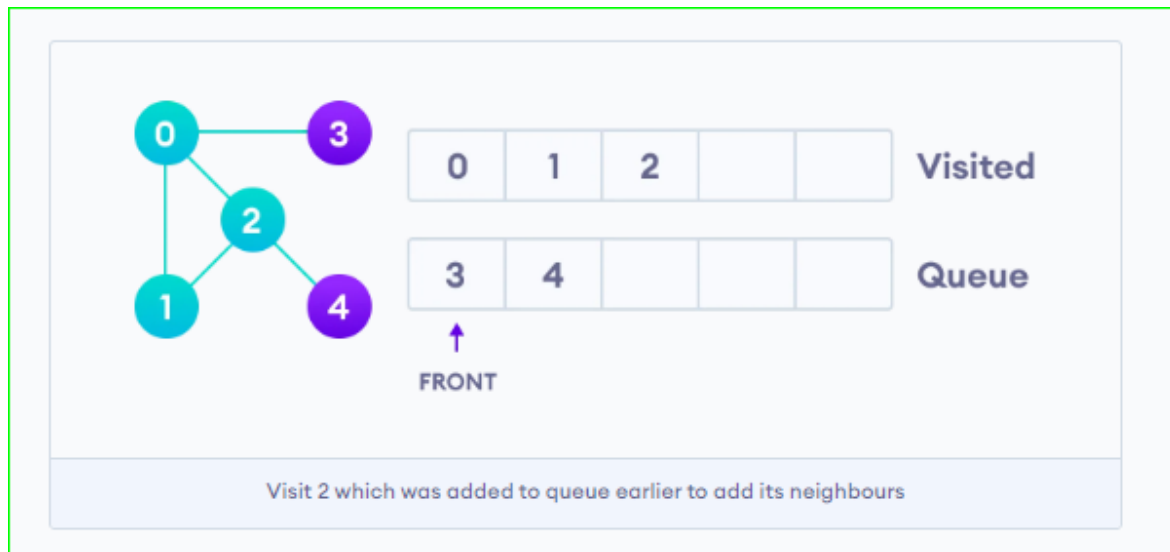 0 3
0 1 2 Visited
2
3 4 Queue
1 4
FRONT
Visit 2 which was added to queue earlier to add its neighbours